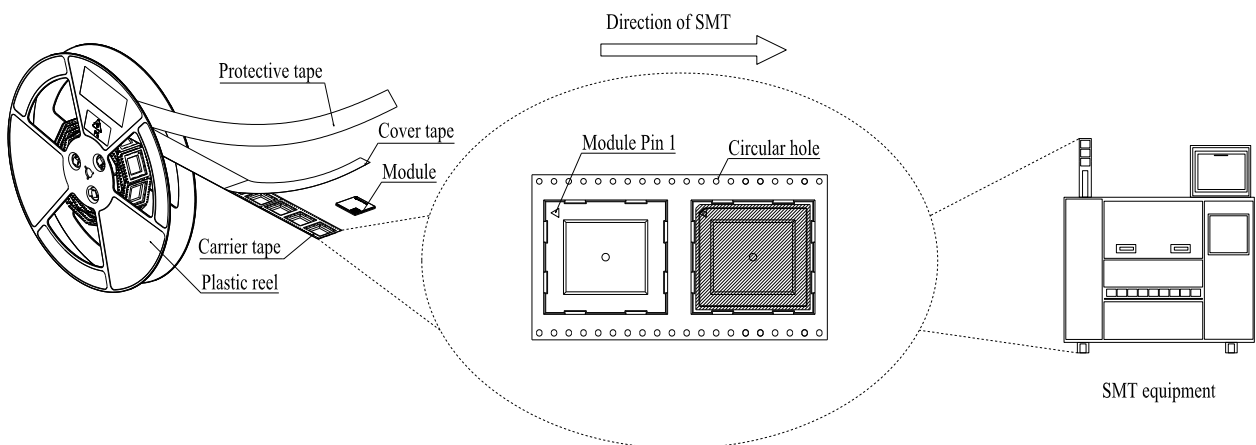 Direction of SMT
Protective tape
Cover tape
Module
Carrier tape
Plastic reel
Module Pin 1
Circular hole
SMT equipment